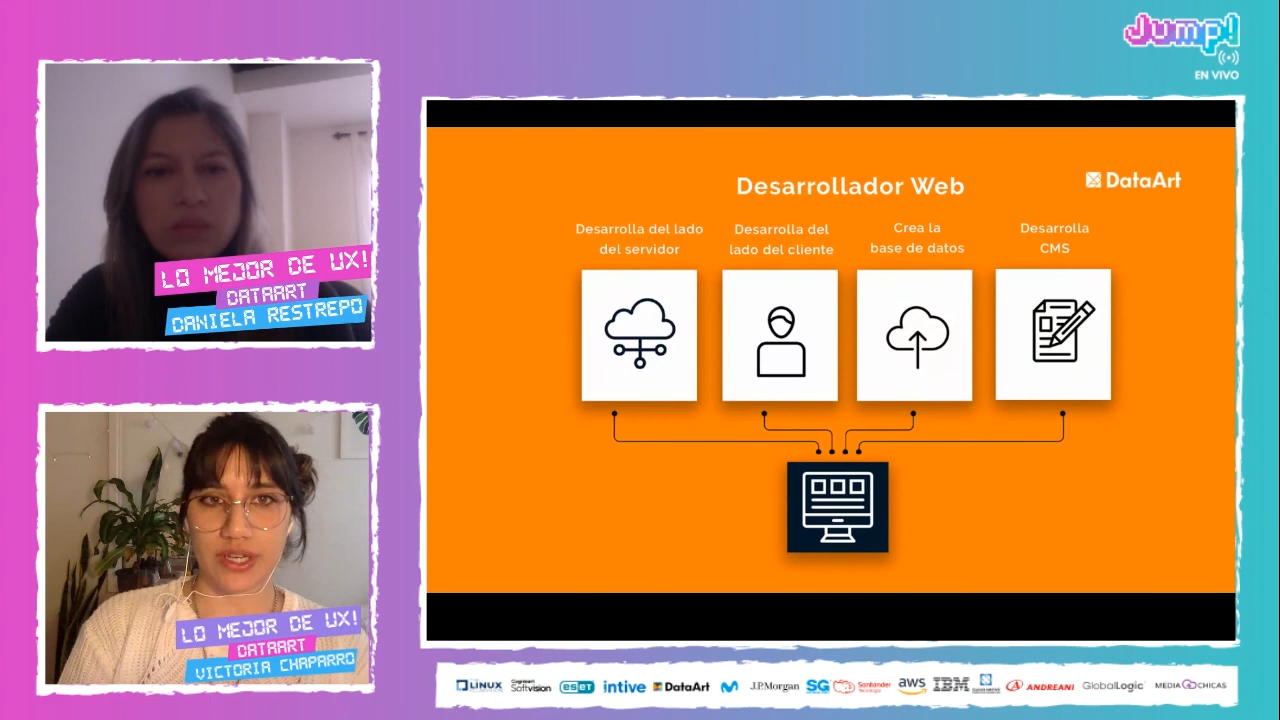 Jump!
EN VIVO
LO MEJOR DE UX!
DATAART
DANIELA RESTREPO
LO MEJOR DE UX!
DATAART
VICTORIA CHAPARRO
Desarrollador Web
DataArt
Desarrolla del lado
del servidor
Desarrolla del
lado del cliente
Crea la
base de datos
Desarrolla
CMS
LINUX Cognizant Softvision eseT intive DataArt J.P.Morgan SG Santander Tecnología aws IBM ANDREANI GlobalLogic MEDIA CHICAS